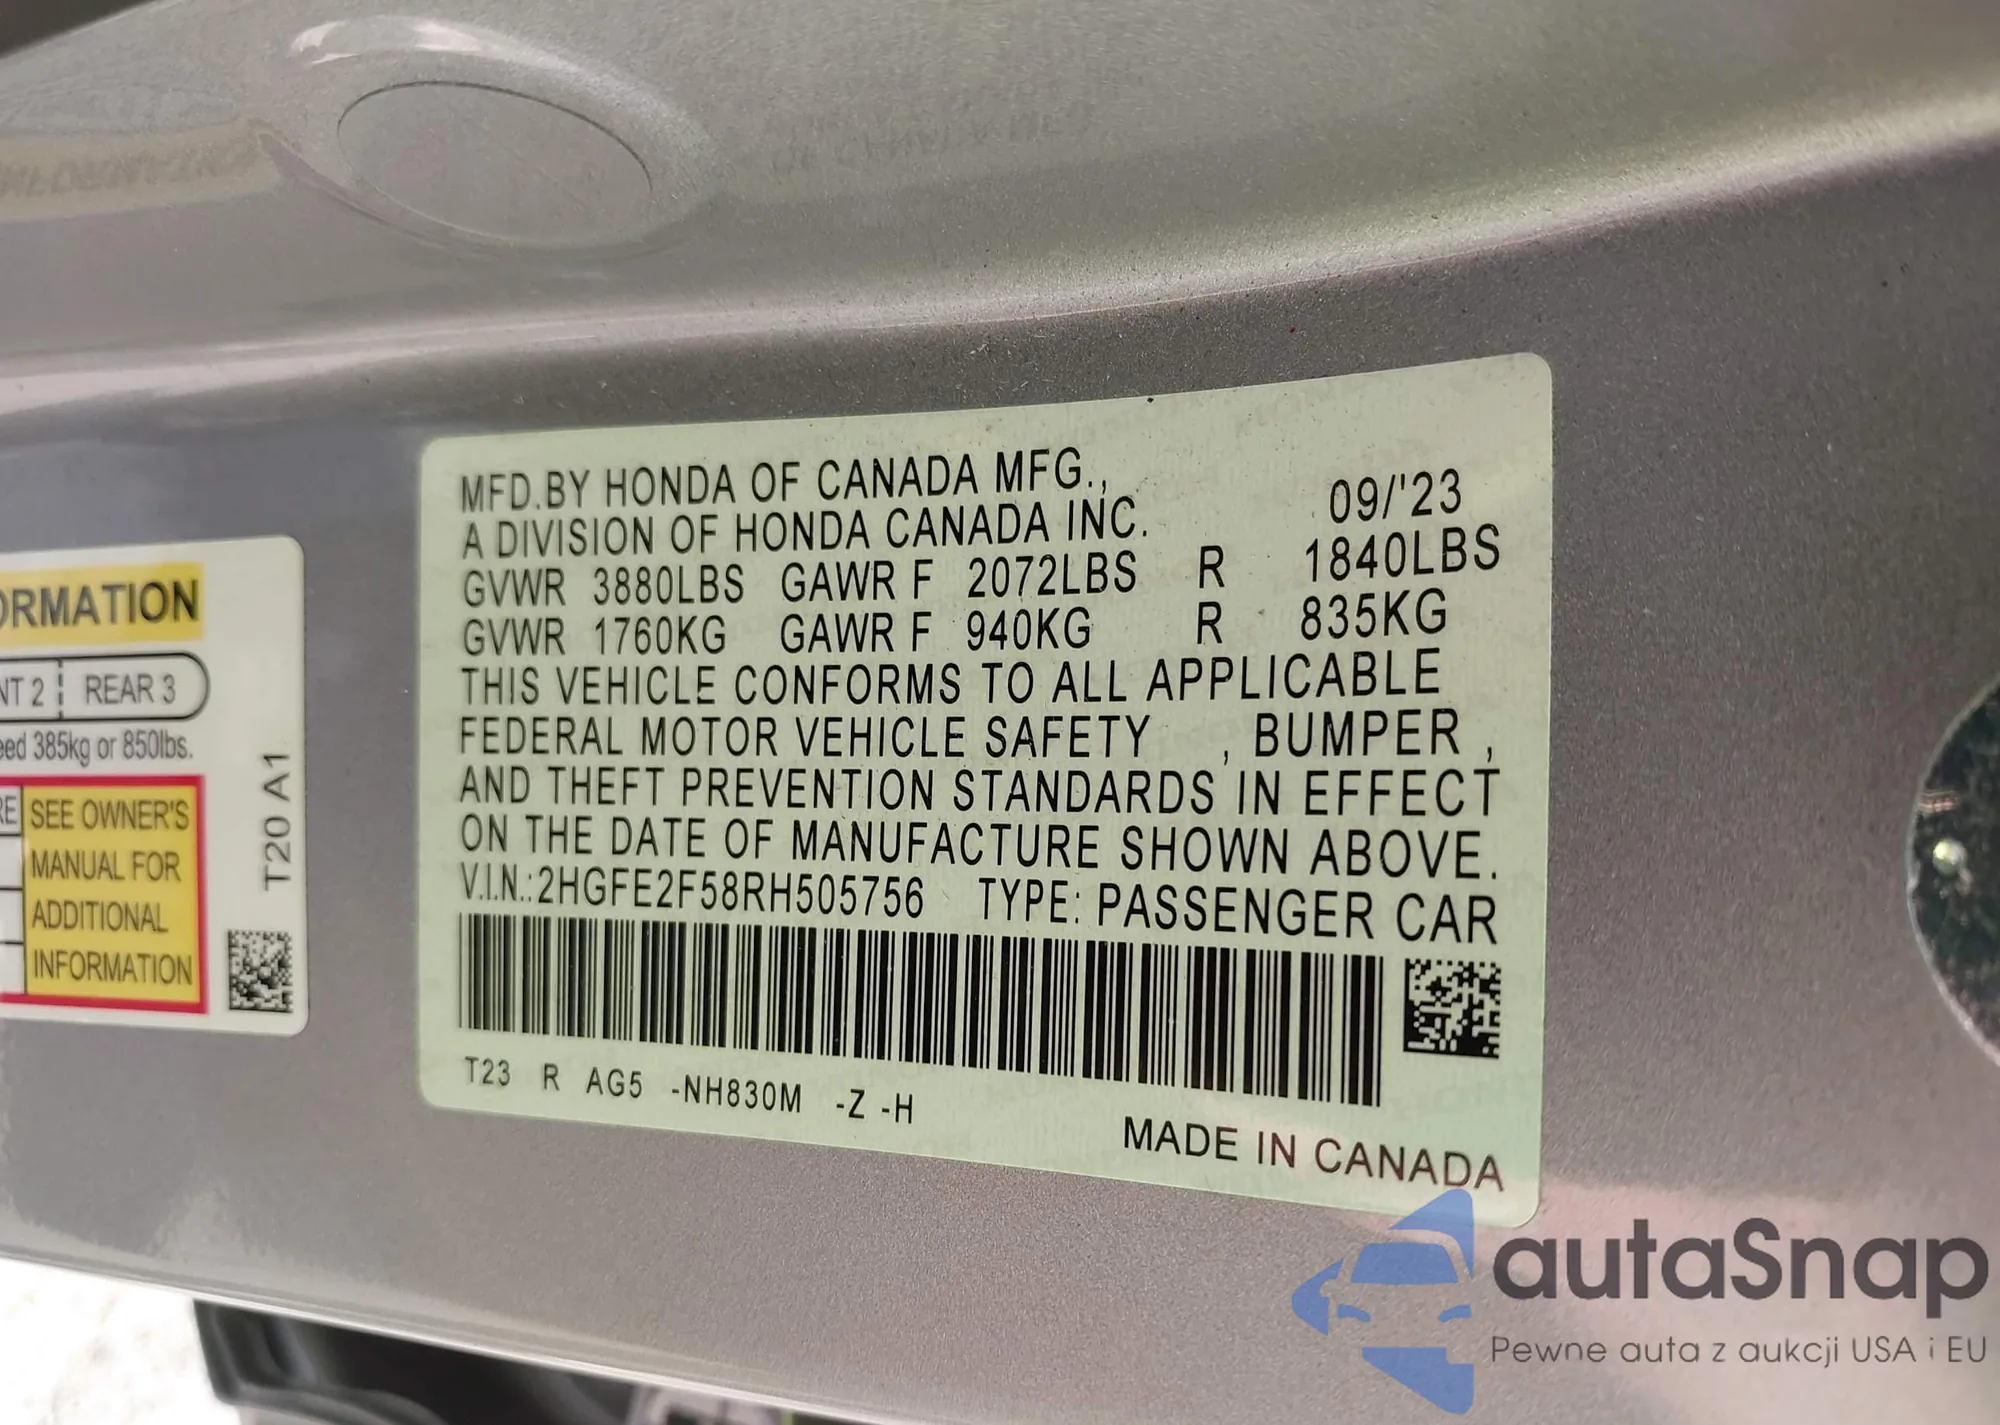 ORMATION
NT 2 REAR 3
eed 385kg or 850lbs.
RE SEE OWNER'S
MANUAL FOR
ADDITIONAL
INFORMATION
T20 A1
MFD.BY HONDA OF CANADA MFG.,
A DIVISION OF HONDA CANADA INC. 09/'23
GVWR 3880LBS GAWR F 2072LBS R 1840LBS
GVWR 1760KG GAWR F 940KG R 835KG
THIS VEHICLE CONFORMS TO ALL APPLICABLE
FEDERAL MOTOR VEHICLE SAFETY , BUMPER ,
AND THEFT PREVENTION STANDARDS IN EFFECT
ON THE DATE OF MANUFACTURE SHOWN ABOVE.
V.I.N.:2HGFE2F58RH505756 TYPE: PASSENGER CAR
T23 R AG5 -NH830M -Z -H
MADE IN CANADA
autaSnap
Pewne auta z aukcji USA i EU